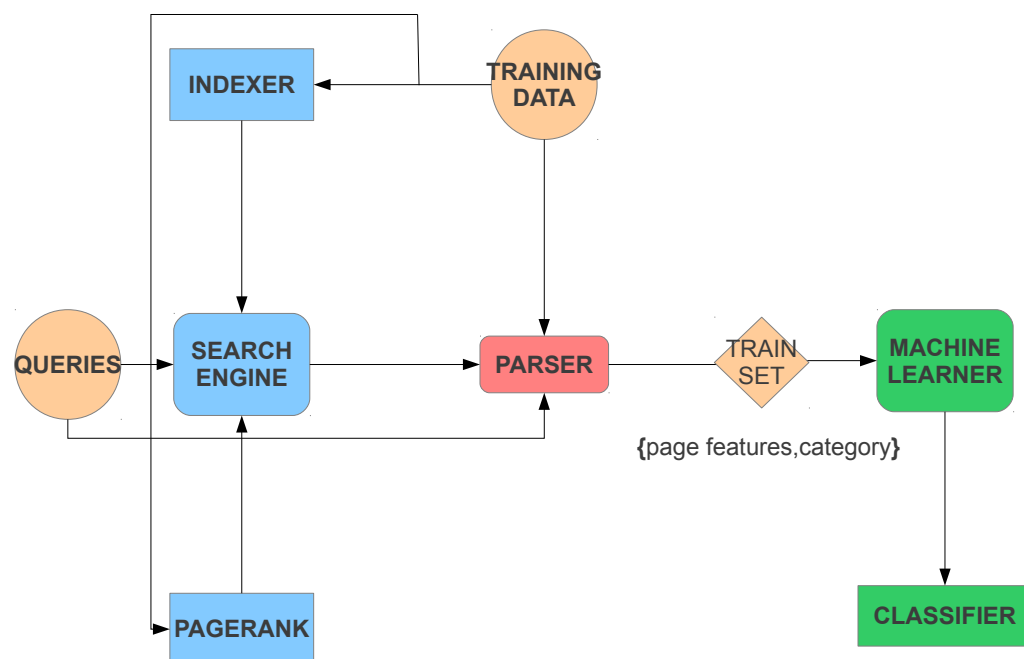 INDEXER
TRAINING
DATA
QUERIES
SEARCH
ENGINE
PARSER
TRAIN
SET
MACHINE
LEARNER
{page features,category}
PAGERANK
CLASSIFIER